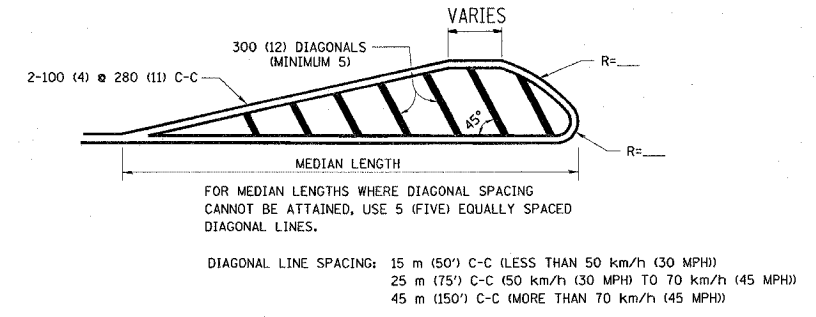 VARIES
300 (12) DIAGONALS
(MINIMUM 5)
R=___
2-100 (4) @ 280 (11) C-C
45°
R=___
MEDIAN LENGTH
FOR MEDIAN LENGTHS WHERE DIAGONAL SPACING
CANNOT BE ATTAINED, USE 5 (FIVE) EQUALLY SPACED
DIAGONAL LINES.
DIAGONAL LINE SPACING: 15 m (50') C-C (LESS THAN 50 km/h (30 MPH))
25 m (75') C-C (50 km/h (30 MPH) TO 70 km/h (45 MPH))
45 m (150') C-C (MORE THAN 70 km/h (45 MPH))